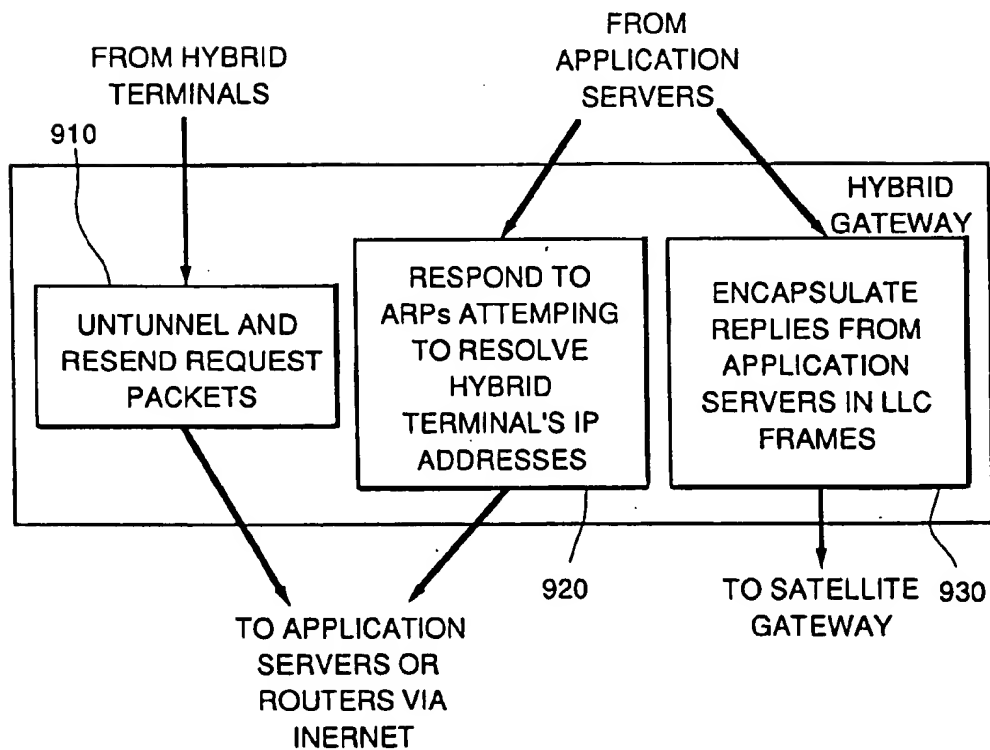 FROM HYBRID
TERMINALS
FROM
APPLICATION
SERVERS
910
HYBRID
GATEWAY
UNTUNNEL AND
RESEND REQUEST
PACKETS
RESPOND TO
ARPs ATTEMPING
TO RESOLVE
HYBRID
TERMINAL'S IP
ADDRESSES
ENCAPSULATE
REPLIES FROM
APPLICATION
SERVERS IN LLC
FRAMES
920
930
TO APPLICATION
SERVERS OR
ROUTERS VIA
INERNET
TO SATELLITE
GATEWAY